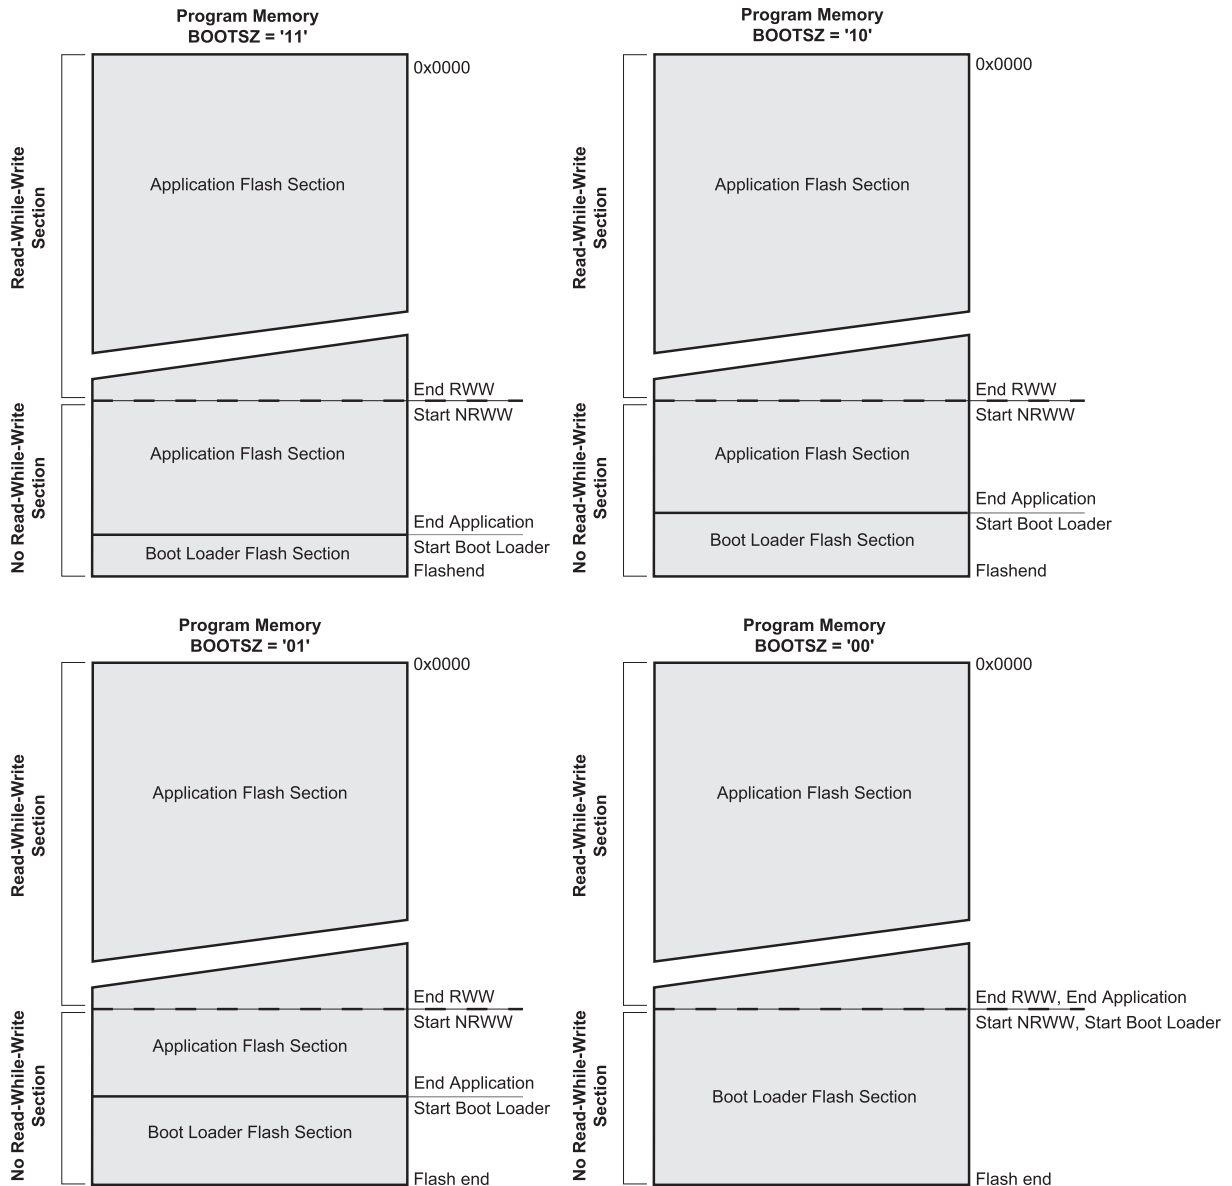 Program Memory
BOOTSZ = '11'
0x0000
Read-While-Write
Section
Application Flash Section
End RWW
Start NRWW
No Read-While-Write
Section
Application Flash Section
End Application
Start Boot Loader
Boot Loader Flash Section
Flashend
Program Memory
BOOTSZ = '10'
0x0000
Read-While-Write
Section
Application Flash Section
End RWW
Start NRWW
No Read-While-Write
Section
Application Flash Section
End Application
Start Boot Loader
Boot Loader Flash Section
Flashend
Program Memory
BOOTSZ = '01'
0x0000
Read-While-Write
Section
Application Flash Section
End RWW
Start NRWW
No Read-While-Write
Section
Application Flash Section
End Application
Start Boot Loader
Boot Loader Flash Section
Flash end
Program Memory
BOOTSZ = '00'
0x0000
Read-While-Write
Section
Application Flash Section
End RWW, End Application
Start NRWW, Start Boot Loader
No Read-While-Write
Section
Boot Loader Flash Section
Flash end